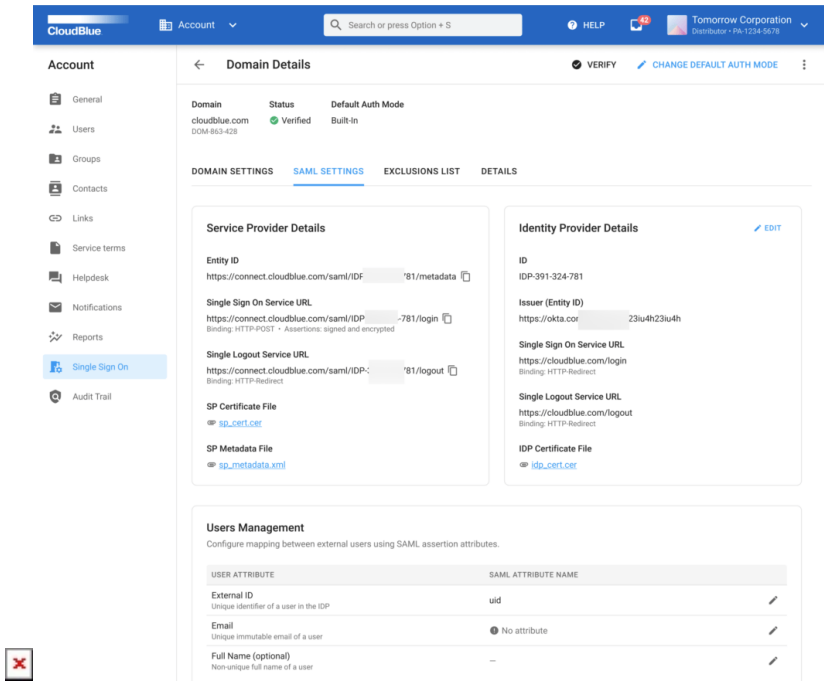 CloudBlue
Account
Search or press Option + S
HELP
42
Tomorrow Corporation
Distributor • PA-1234-5678
Account
General
Users
Groups
Contacts
Links
Service terms
Helpdesk
Notifications
Reports
Single Sign On
Audit Trail
Domain Details
VERIFY
CHANGE DEFAULT AUTH MODE
Domain Status Default Auth Mode
cloudblue.com Verified Built-In
DOM-863-428
DOMAIN SETTINGS SAML SETTINGS EXCLUSIONS LIST DETAILS
Service Provider Details
Entity ID
https://connect.cloudblue.com/saml/IDP '81/metadata
Single Sign On Service URL
https://connect.cloudblue.com/saml/IDP -781/login
Binding: HTTP-POST • Assertions: signed and encrypted
Single Logout Service URL
https://connect.cloudblue.com/saml/IDP- '81/logout
Binding: HTTP-Redirect
SP Certificate File
sp_cert.cer
SP Metadata File
sp_metadata.xml
Identity Provider Details
EDIT
ID
IDP-391-324-781
Issuer (Entity ID)
https://okta.com 23iu4h23iu4h
Single Sign On Service URL
https://cloudblue.com/login
Binding: HTTP-Redirect
Single Logout Service URL
https://cloudblue.com/logout
Binding: HTTP-Redirect
IDP Certificate File
idp_cert.cer
Users Management
Configure mapping between external users using SAML assertion attributes.
USER ATTRIBUTE SAML ATTRIBUTE NAME
External ID
Unique identifier of a user in the IDP
uid
Email
Unique immutable email of a user
No attribute
Full Name (optional)
Non-unique full name of a user
—